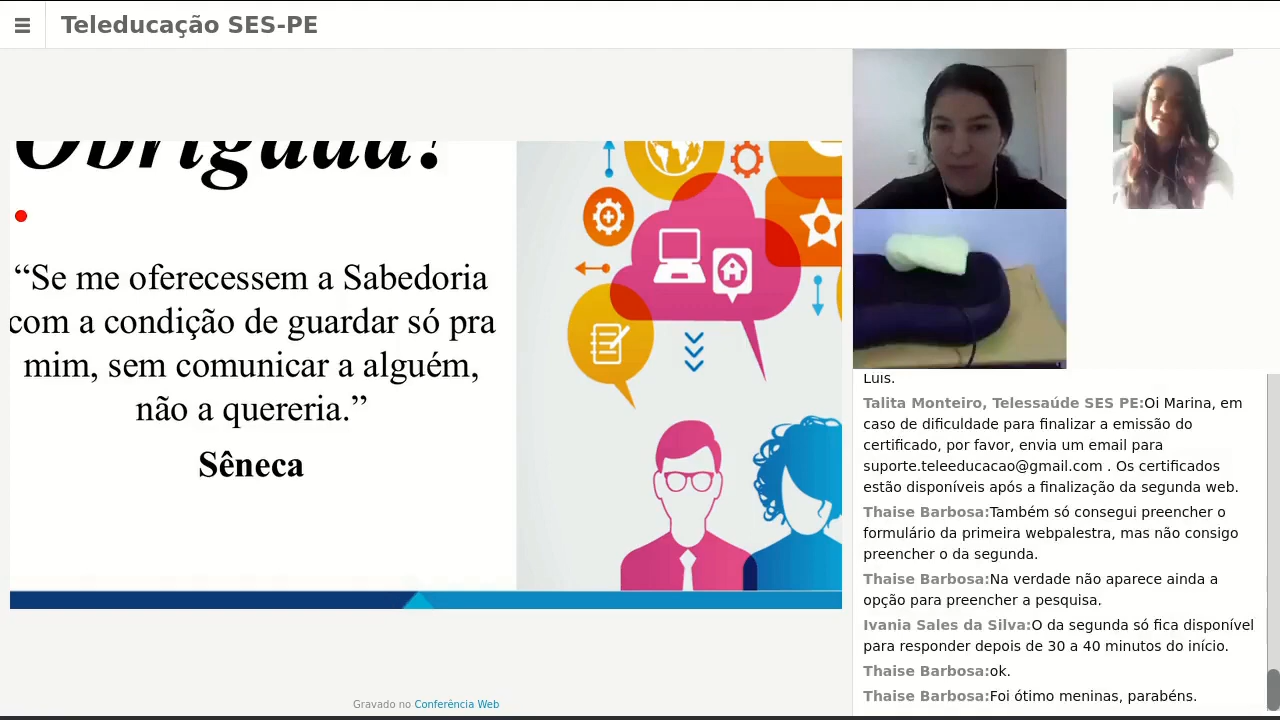 Teleducação SES-PE
Obrigada!
“Se me oferecessem a Sabedoria
com a condição de guardar só pra
mim, sem comunicar a alguém,
não a quereria.”
Sêneca
Luis.
Talita Monteiro, Telessaúde SES PE:Oi Marina, em
caso de dificuldade para finalizar a emissão do
certificado, por favor, envia um email para
suporte.teleeducacao@gmail.com . Os certificados
estão disponíveis após a finalização da segunda web.
Thaise Barbosa:Também só consegui preencher o
formulário da primeira webpalestra, mas não consigo
preencher o da segunda.
Thaise Barbosa:Na verdade não aparece ainda a
opção para preencher a pesquisa.
Ivania Sales da Silva:O da segunda só fica disponível
para responder depois de 30 a 40 minutos do início.
Thaise Barbosa:ok.
Thaise Barbosa:Foi ótimo meninas, parabéns.
Gravado no Conferência Web